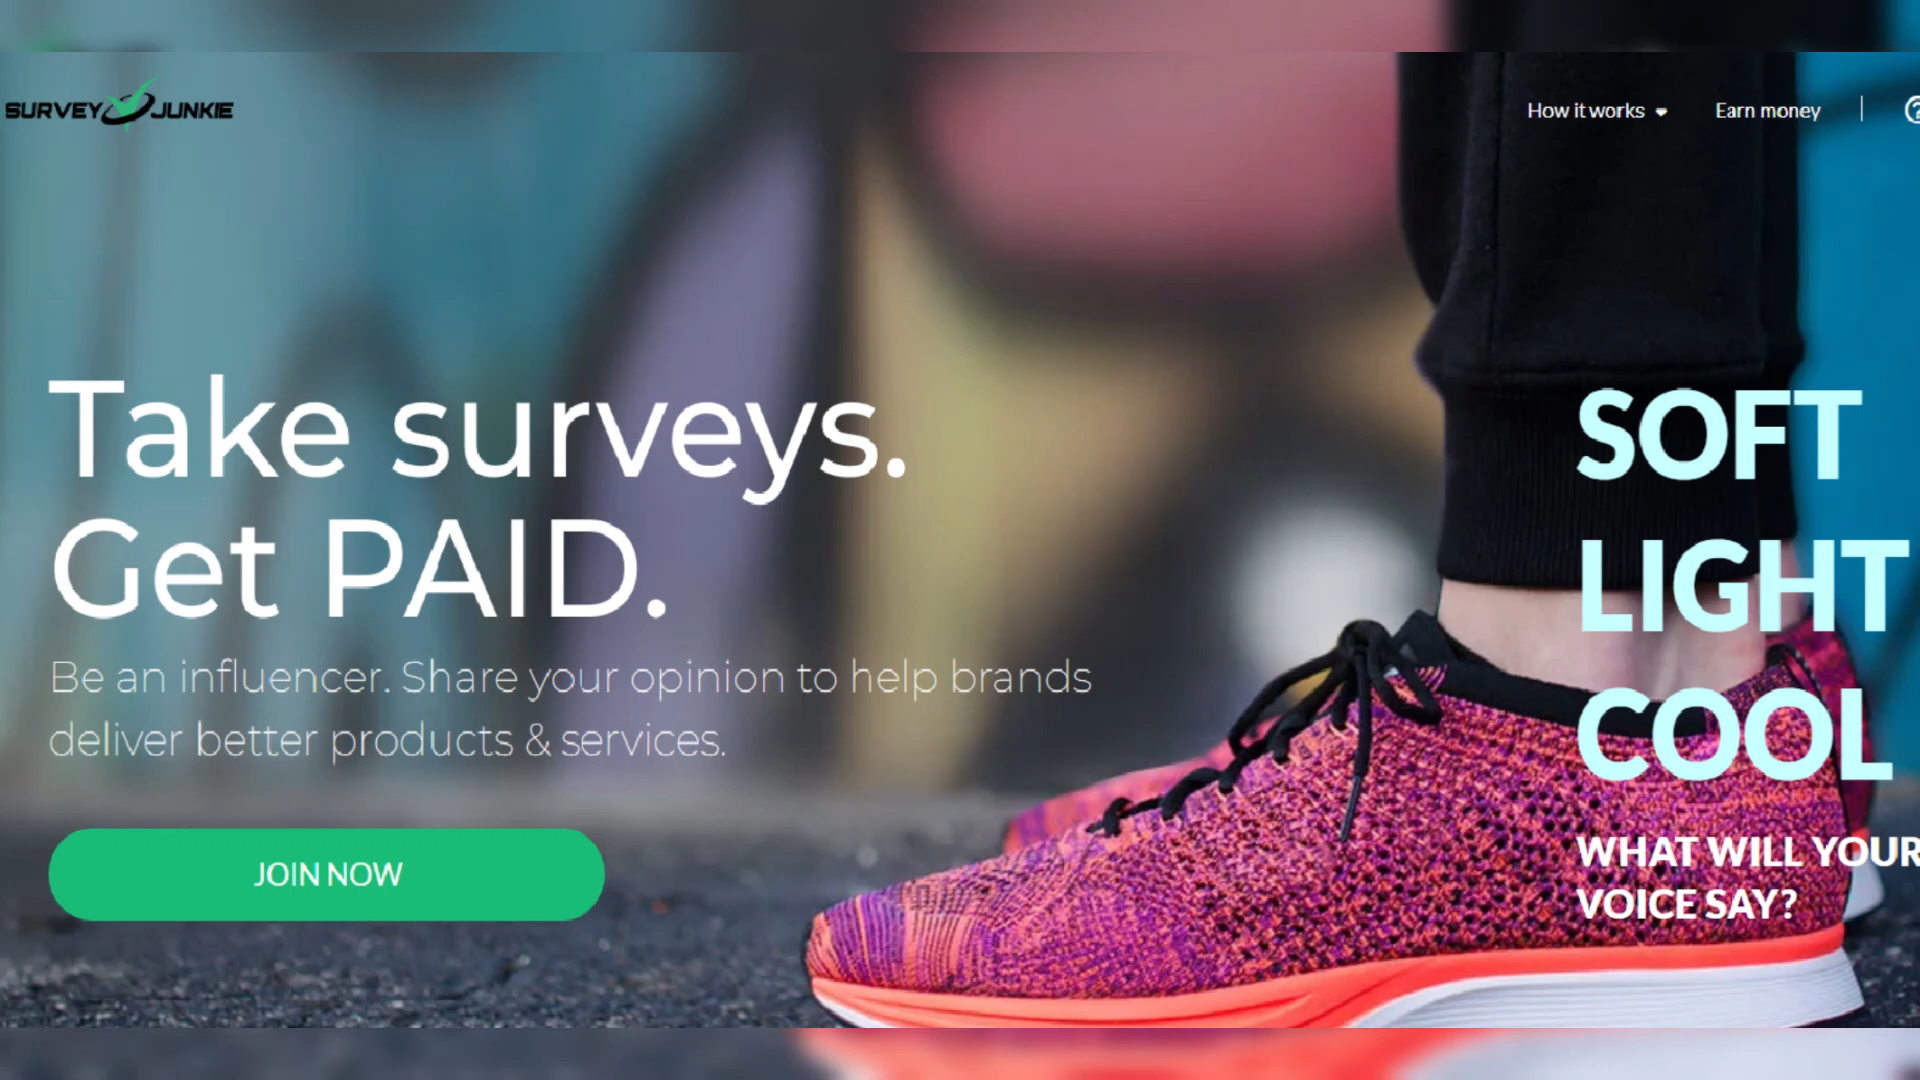 SURVEY JUNKIE
How it works
Earn money
Take surveys.
Get PAID.
Be an influencer. Share your opinion to help brands
deliver better products & services.
JOIN NOW
SOFT
LIGHT
COOL
WHAT WILL YOUR
VOICE SAY?